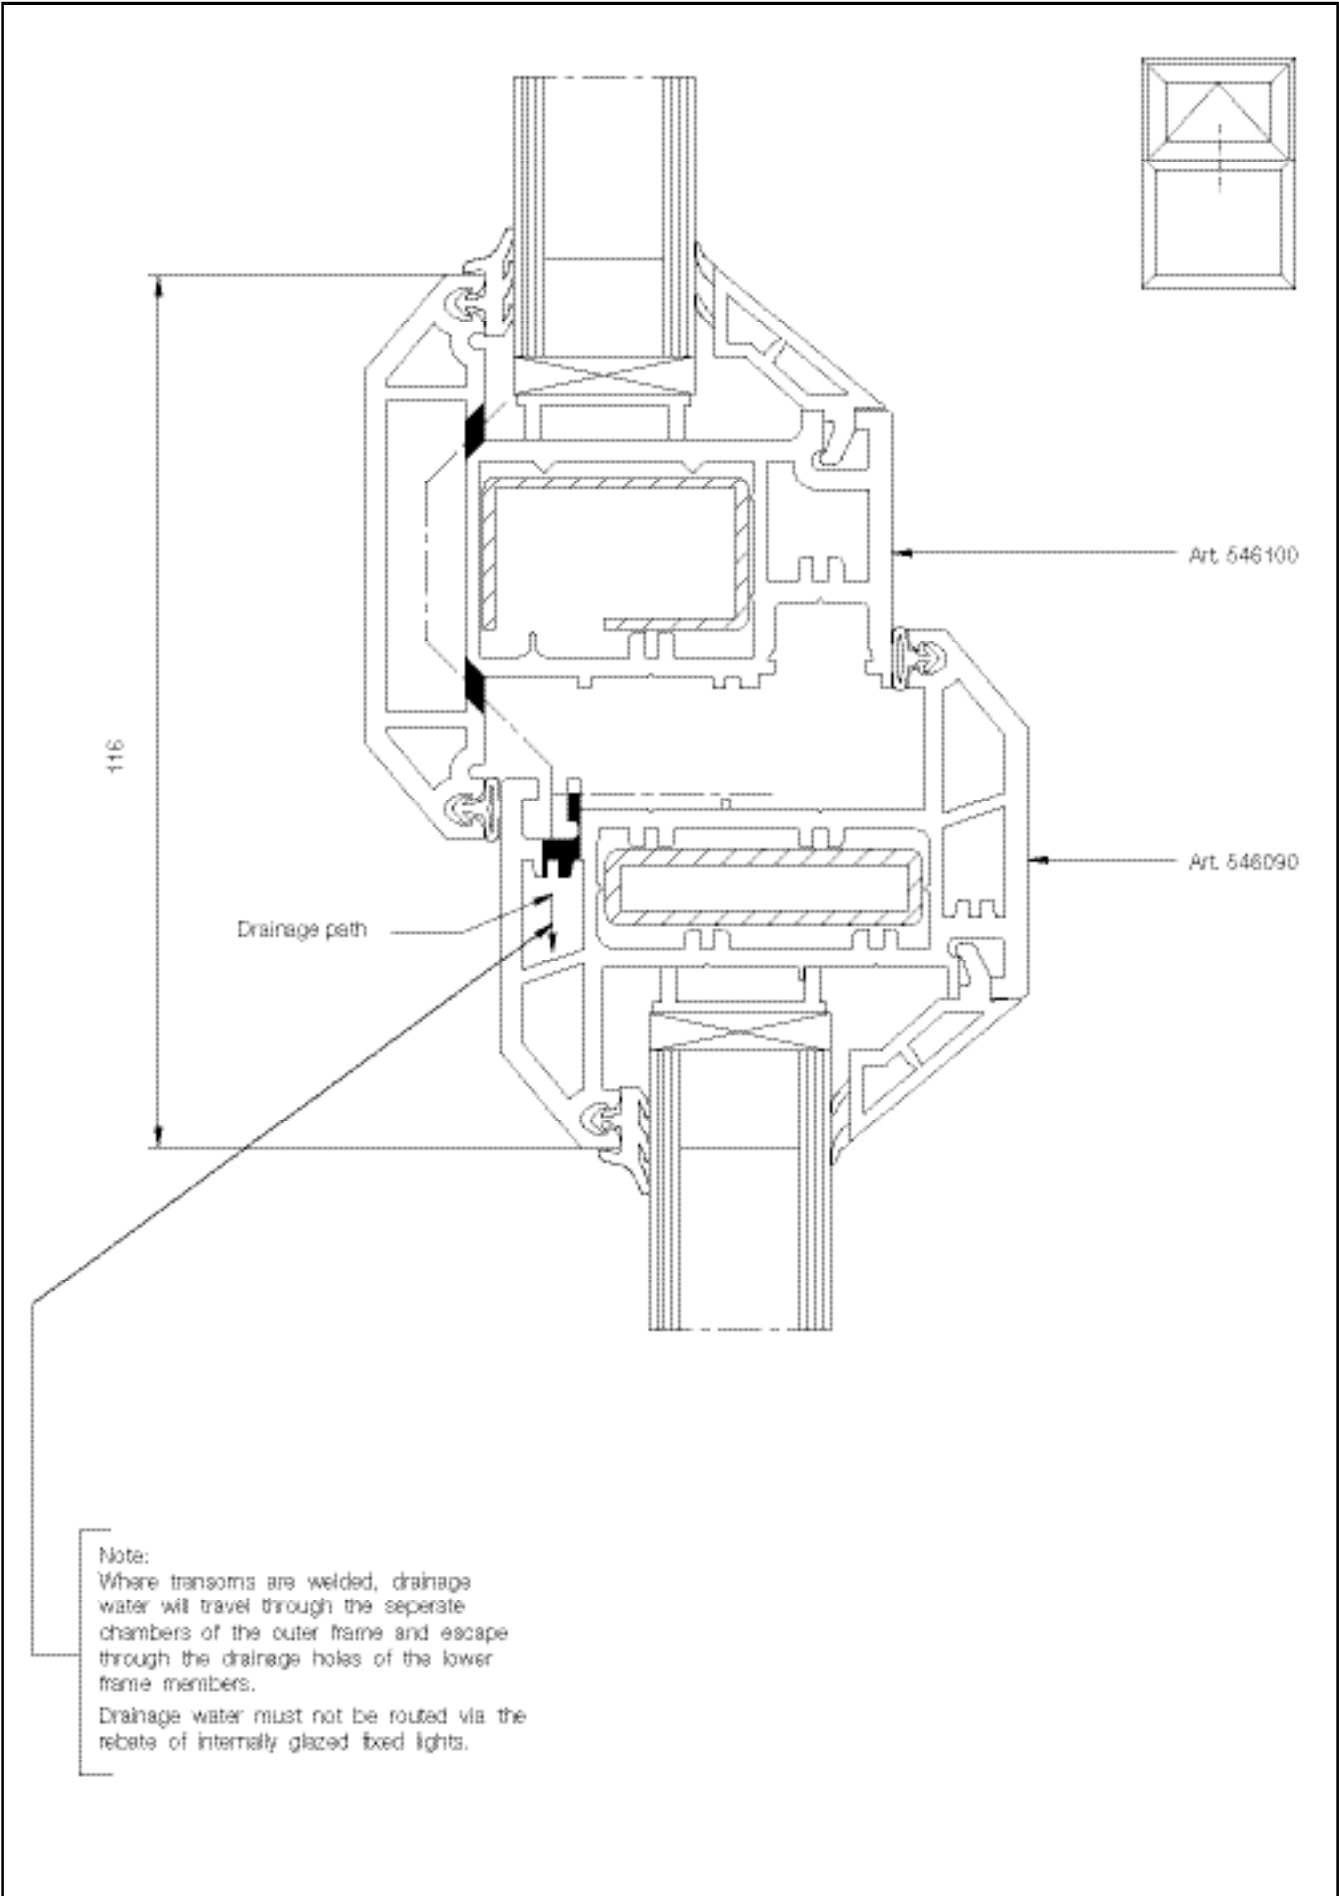 Art. 546100
116
Art. 546090
Drainage path
Note:
Where transoms are welded, drainage
water will travel through the seperate
chambers of the outer frame and escape
through the drainage holes of the lower
frame members.
Drainage water must not be routed via the
rebate of internally glazed fixed lights.